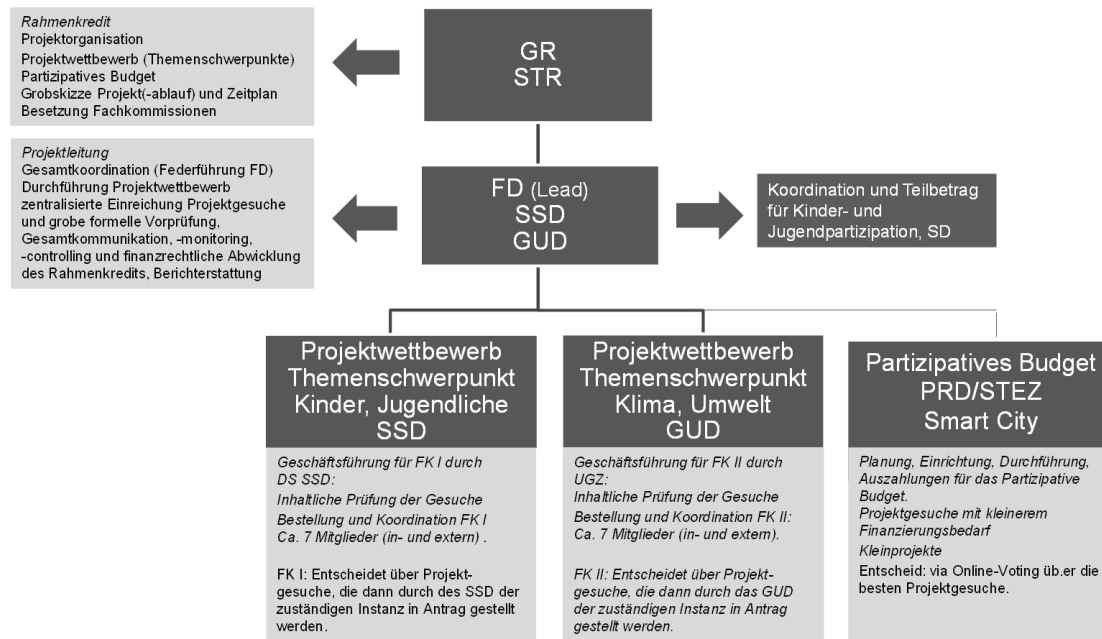 Rahmenkredit
Projektorganisation
Projektwettbewerb (Themenschwerpunkte)
Partizipatives Budget
Grobskizze Projekt(-ablauf) und Zeitplan
Besetzung Fachkommissionen
GR
STR
Projektleitung
Gesamtkoordination (Federführung FD)
Durchführung Projektwettbewerb
zentralisierte Einreichung Projektgesuche
und grobe formelle Vorprüfung,
Gesamtkommunikation, -monitoring,
-controlling und finanzrechtliche Abwicklung
des Rahmenkredits, Berichterstattung
FD (Lead)
SSD
GUD
Koordination und Teilbetrag
für Kinder- und
Jugendpartizipation, SD
Projektwettbewerb
Themenschwerpunkt
Kinder, Jugendliche
SSD
Geschäftsführung für FK I durch
DS SSD:
Inhaltliche Prüfung der Gesuche
Bestellung und Koordination FK I
Ca. 7 Mitglieder (in- und extern) .
FK I: Entscheidet über Projekt-
gesuche, die dann durch des SSD der
zuständigen Instanz in Antrag gestellt
werden.
Projektwettbewerb
Themenschwerpunkt
Klima, Umwelt
GUD
Geschäftsführung für FK II durch
UGZ:
Inhaltliche Prüfung der Gesuche
Bestellung und Koordination FK II:
Ca. 7 Mitglieder (in- und extern).
FK II: Entscheidet über Projekt-
gesuche, die dann durch das GUD
der zuständigen Instanz in Antrag
gestellt werden.
Partizipatives Budget
PRD/STEZ
Smart City
Planung, Einrichtung, Durchführung,
Auszahlungen für das Partizipative
Budget.
Projektgesuche mit kleinerem
Finanzierungsbedarf
Kleinprojekte
Entscheid: via Online-Voting üb.er die
besten Projektgesuche.